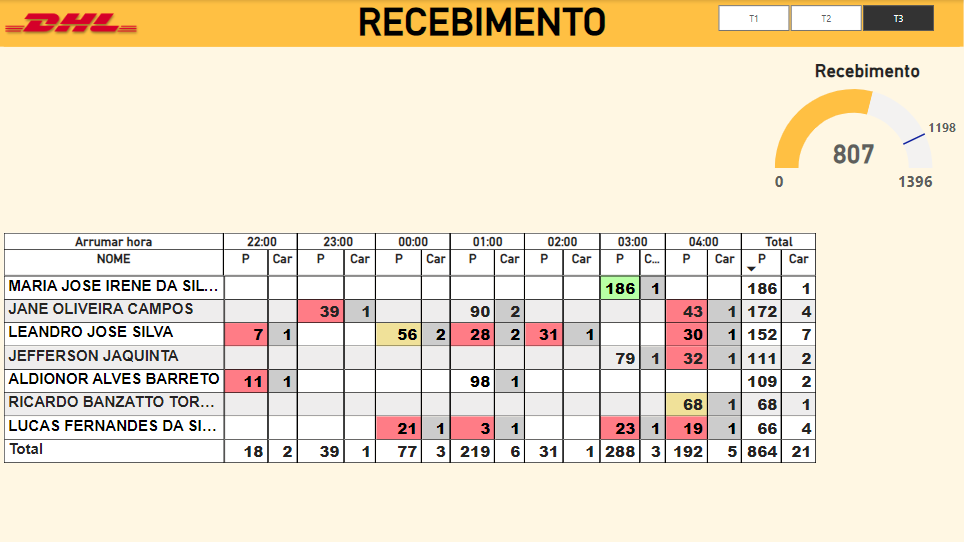 DHL
RECEBIMENTO
T1 T2 T3
Recebimento
1198
807
0 1396
Arrumar hora 22:00 23:00 00:00 01:00 02:00 03:00 04:00 Total
NOME P Car P Car P Car P Car P Car P C... P Car P Car
MARIA JOSE IRENE DA SIL... 186 1 186 1
JANE OLIVEIRA CAMPOS 39 1 90 2 43 1 172 4
LEANDRO JOSE SILVA 7 1 56 2 28 2 31 1 30 1 152 7
JEFFERSON JAQUINTA 79 1 32 1 111 2
ALDIONOR ALVES BARRETO 11 1 98 1 109 2
RICARDO BANZATTO TOR... 68 1 68 1
LUCAS FERNANDES DA SI... 21 1 3 1 23 1 19 1 66 4
Total 18 2 39 1 77 3 219 6 31 1 288 3 192 5 864 21